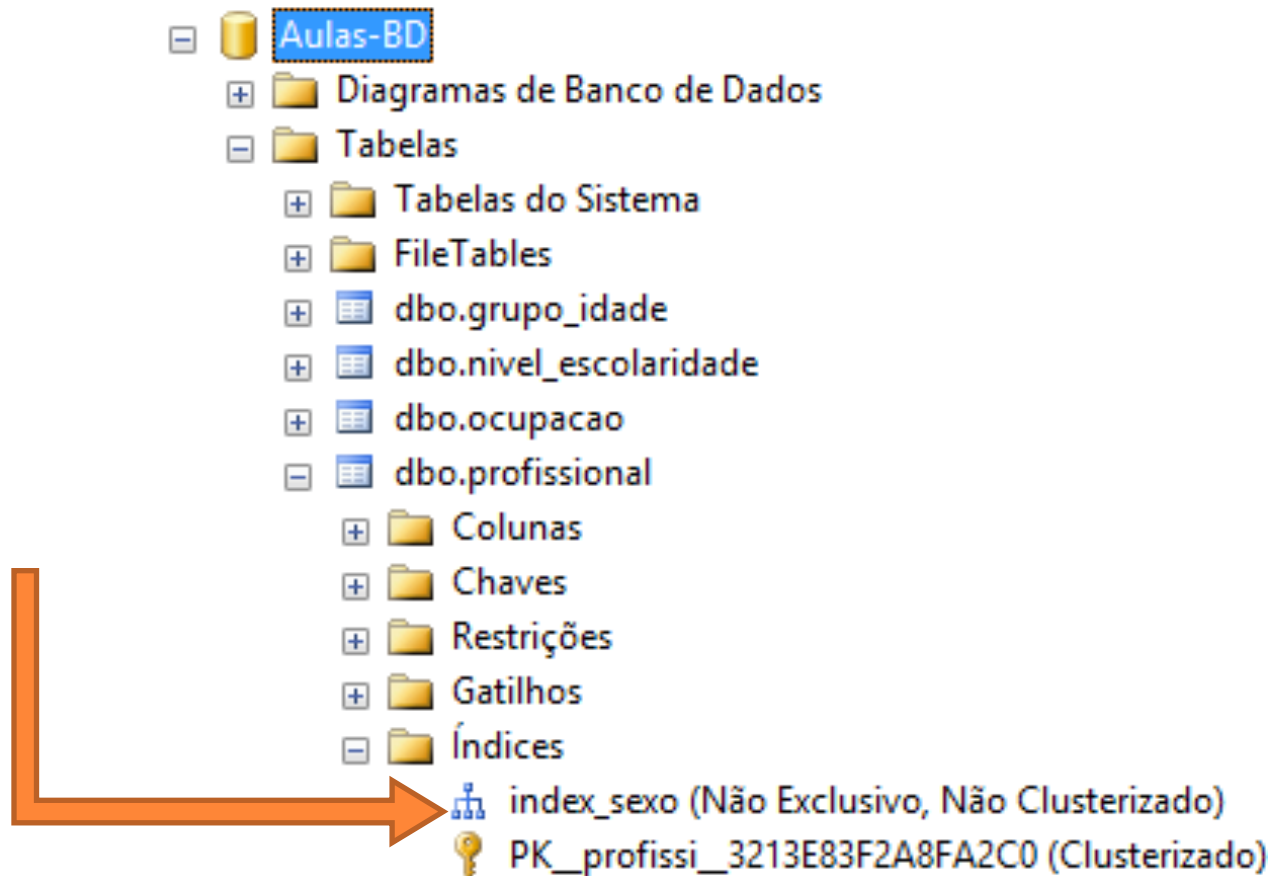 Aulas-BD
Diagramas de Banco de Dados
Tabelas
Tabelas do Sistema
FileTables
dbo.grupo_idade
dbo.nivel_escolaridade
dbo.ocupacao
dbo.profissional
Colunas
Chaves
Restrições
Gatilhos
Índices
index_sexo (Não Exclusivo, Não Clusterizado)
PK__profissi__3213E83F2A8FA2C0 (Clusterizado)